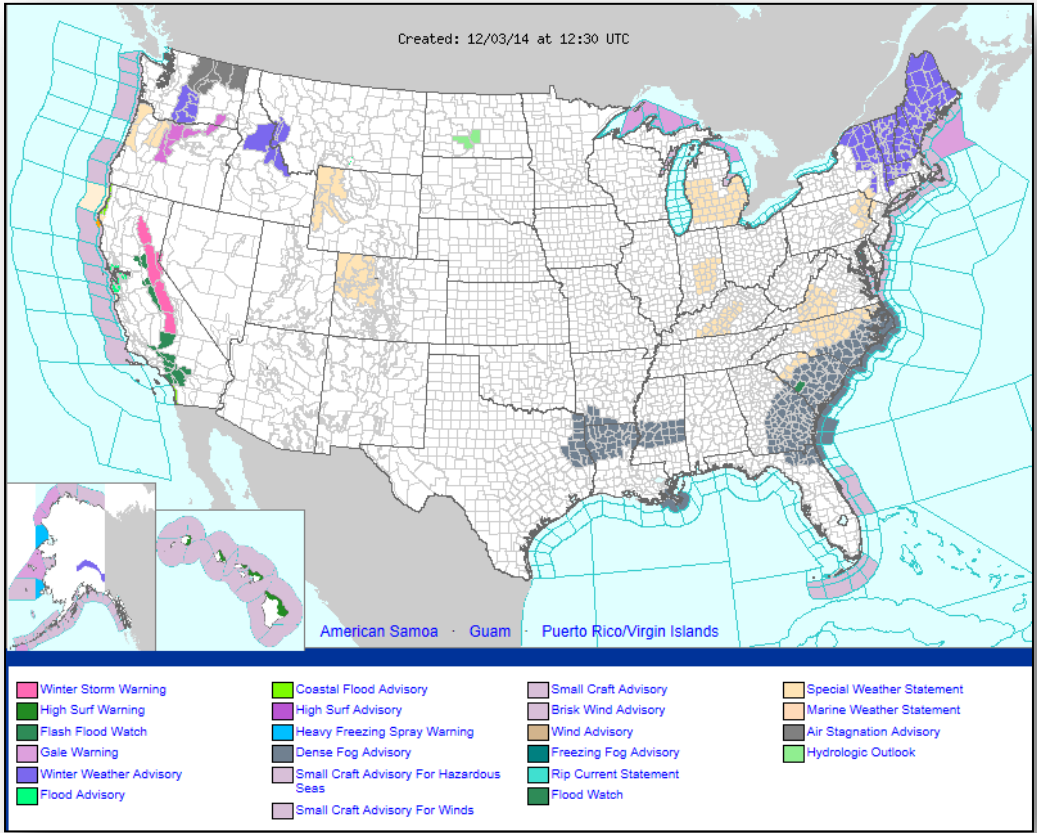 Created: 12/03/14 at 12:30 UTC
American Samoa · Guam · Puerto Rico/Virgin Islands
Winter Storm Warning
High Surf Warning
Flash Flood Watch
Gale Warning
Winter Weather Advisory
Flood Advisory
Coastal Flood Advisory
High Surf Advisory
Heavy Freezing Spray Warning
Dense Fog Advisory
Small Craft Advisory For Hazardous
Seas
Small Craft Advisory For Winds
Small Craft Advisory
Brisk Wind Advisory
Wind Advisory
Freezing Fog Advisory
Rip Current Statement
Flood Watch
Special Weather Statement
Marine Weather Statement
Air Stagnation Advisory
Hydrologic Outlook